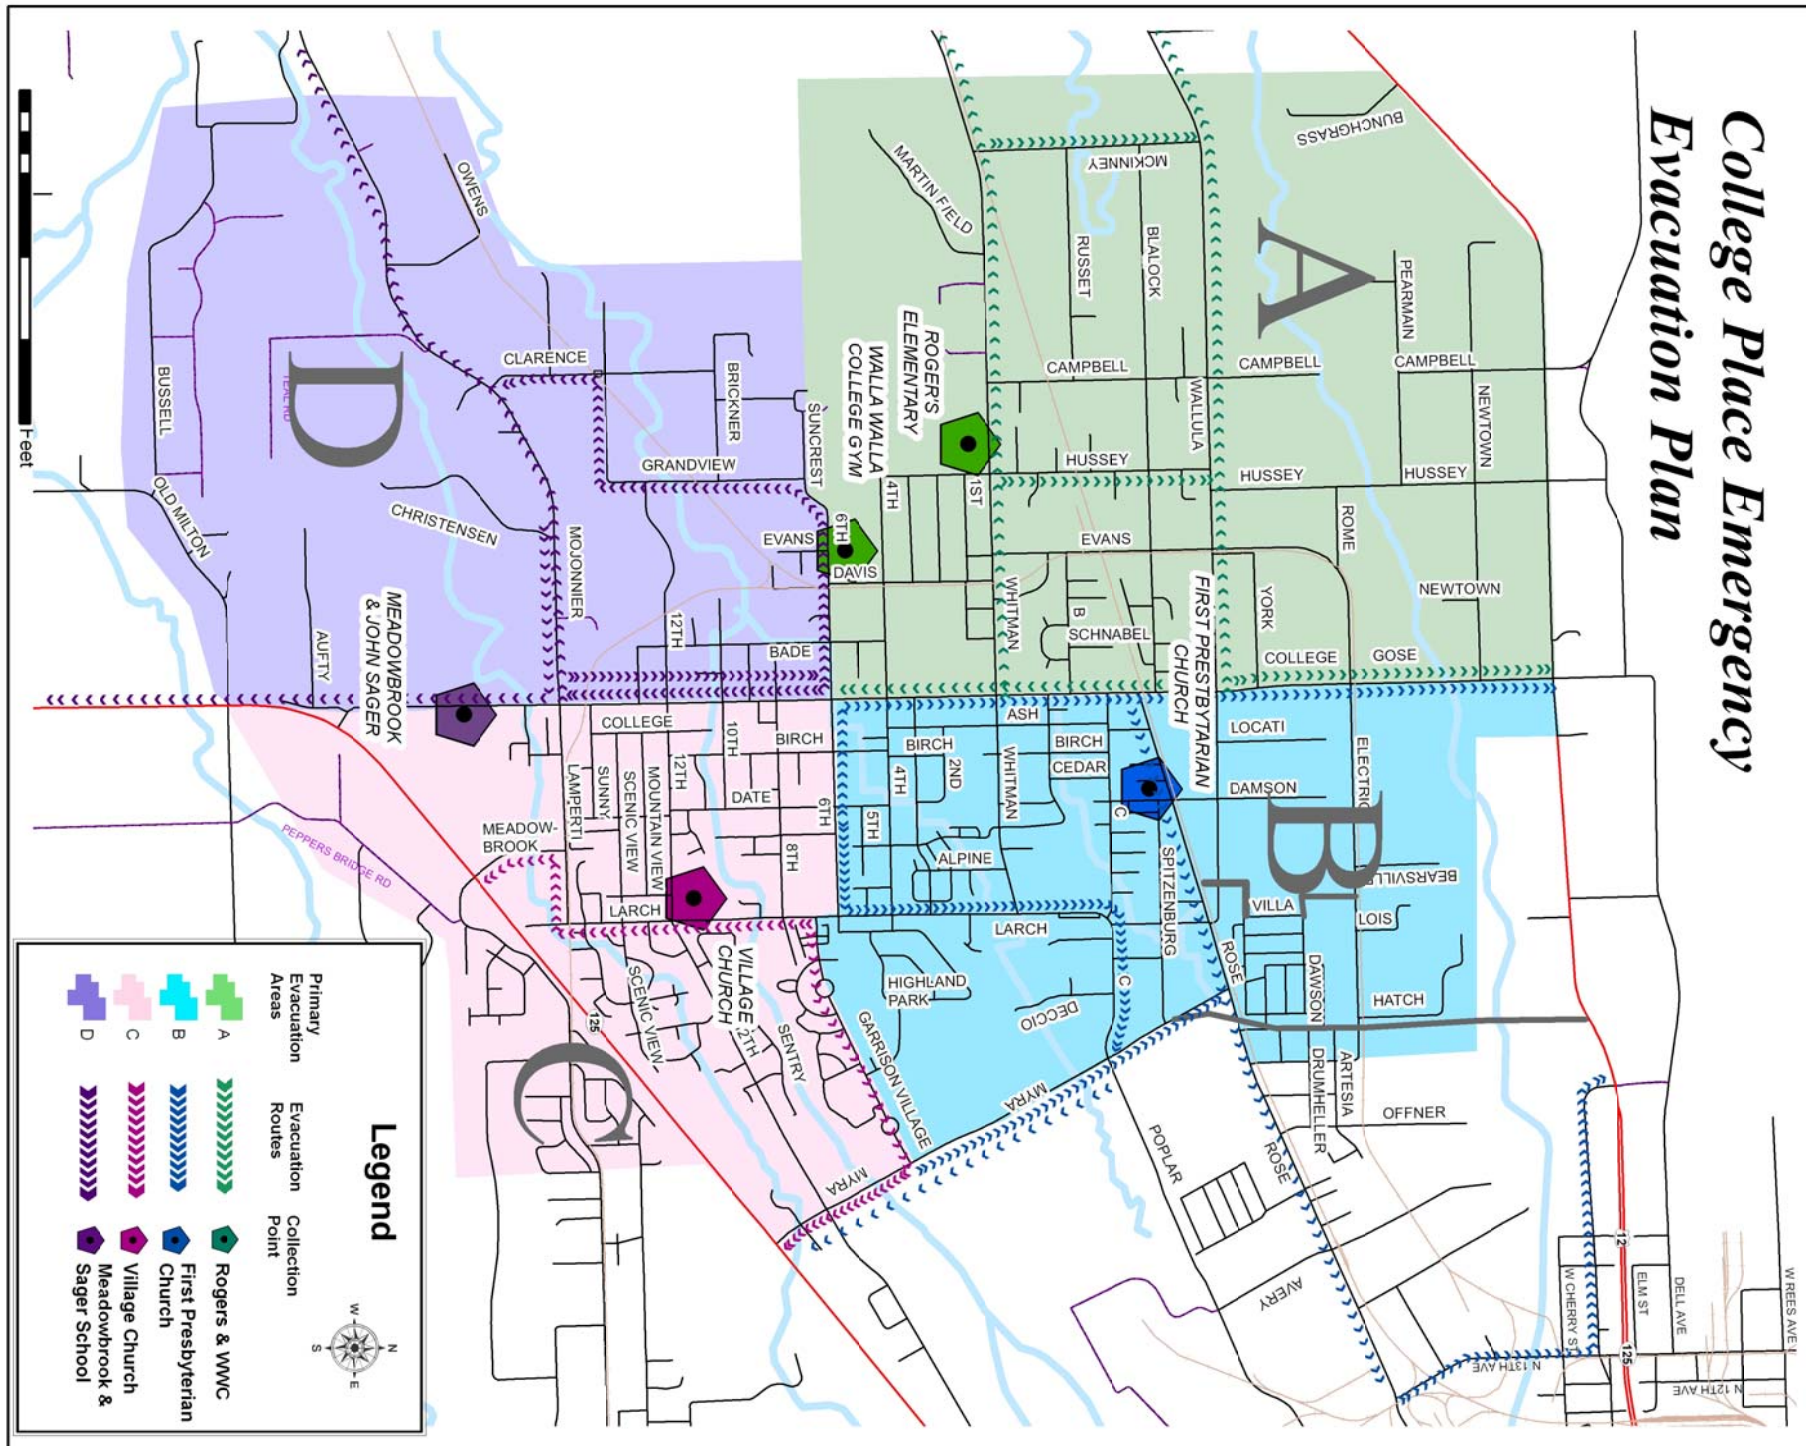 College Place Emergency
Evacuation Plan
A
B
C
D
BUNCHGRASS
MCKINNEY
MARTIN FIELD
OWENS
RUSSET
BLALOCK
PEARMAIN
CAMPBELL
CAMPBELL
CAMPBELL
WALLULA
NEWTOWN
NEWTOWN
HUSSEY
HUSSEY
HUSSEY
ROME
EVANS
EVANS
YORK
ROGER'S
ELEMENTARY
WALLA WALLA
COLLEGE GYM
1ST
4TH
6TH
DAVIS
WHITMAN
B
SCHNABEL
COLLEGE
GOSE
FIRST PRESBYTARIAN
CHURCH
CLARENCE
BRICKNER
SUNCREST
GRANDVIEW
BUSSELL
TEAL RD
OLD MILTON
CHRISTENSEN
MOJONNIER
AUFTY
MEADOWBROOK
& JOHN SAGER
12TH
BADE
COLLEGE
10TH
BIRCH
12TH
DATE
6TH
8TH
LAMPERTI
SUNNY
SCENIC VIEW
MOUNTAIN VIEW
MEADOW-
BROOK
LARCH
PEPPERS BRIDGE RD
VILLAGE
CHURCH
SCENIC VIEW
12TH
SENTRY
GARRISON VILLAGE
125
ASH
BIRCH
BIRCH
CEDAR
2ND
4TH
5TH
WHITMAN
ALPINE
C
SPITZENBURG
LARCH
HIGHLAND
PARK
DECCIO
C
LOCATI
DAMSON
ELECTRIC
BEARSVILLE
VILLA
LOIS
ROSE
DAWSON
HATCH
DRUMHELLER
ARTESIA
OFFNER
MYRA
MYRA
POPLAR
ROSE
AVERY
12
125
W CHERRY ST
ELM ST
DELL AVE
W REES AVE
N 13TH AVE
N 12TH AVE
Feet
Legend
Primary
Evacuation
Areas
Evacuation
Routes
Collection
Point
A
Rogers & WWC
B
First Presbyterian
Church
C
Village Church
D
Meadowbrook &
Sager School
N
E
S
W